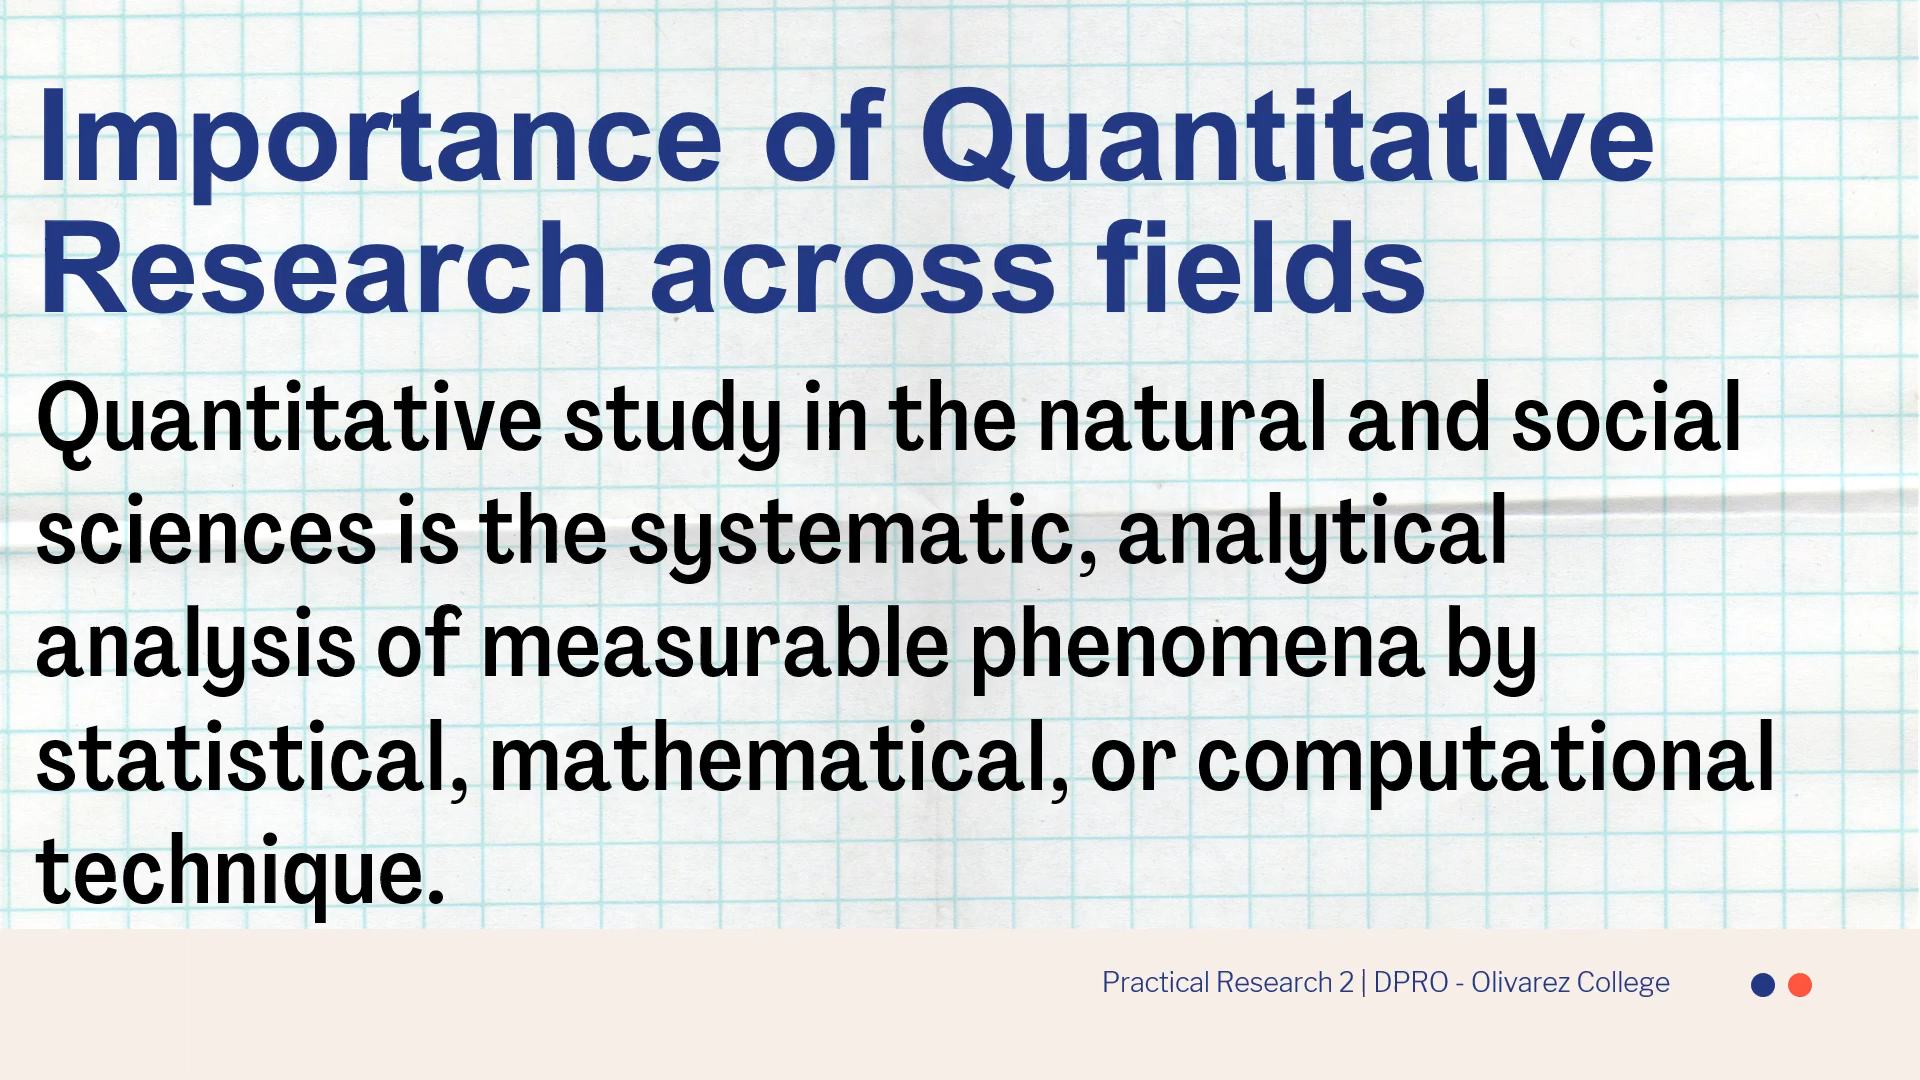 Importance of Quantitative
Research across fields
Quantitative study in the natural and social
sciences is the systematic, analytical
analysis of measurable phenomena by
statistical, mathematical, or computational
technique.
Practical Research 2 | DPRO - Olivarez College